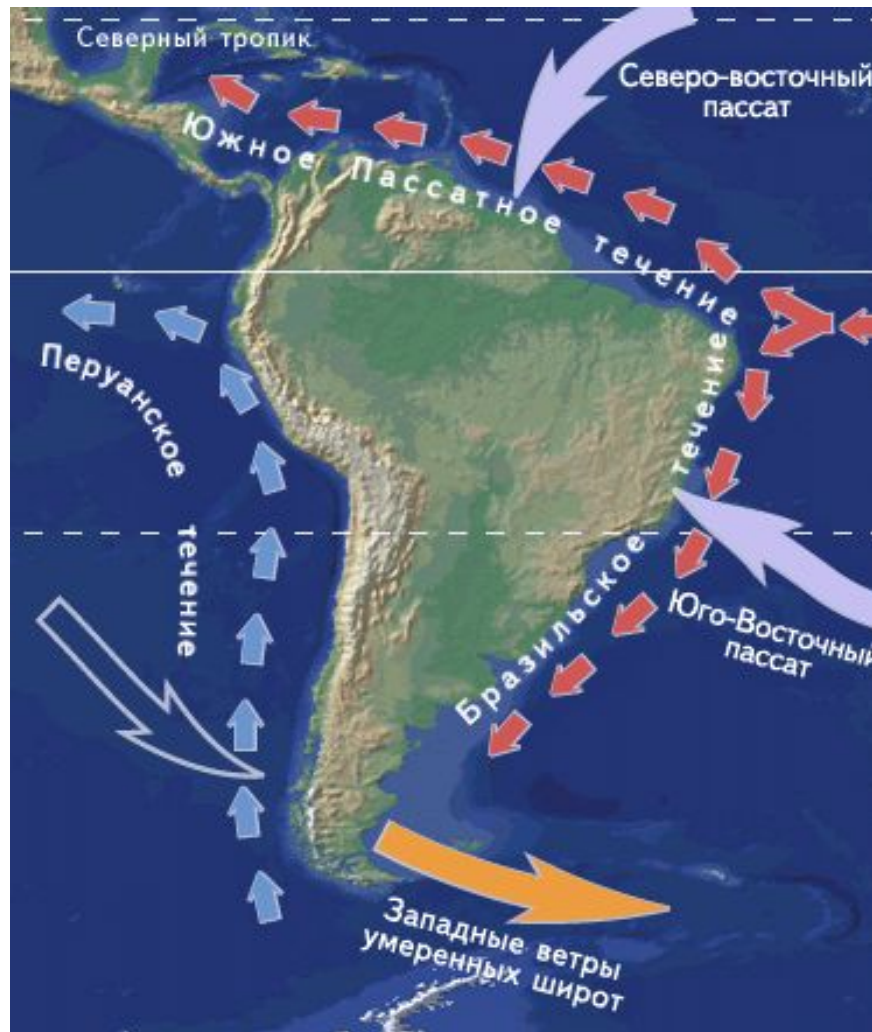 Северный тропик
Северо-восточный
пассат
Южное Пассатное течение
Перуанское
течение
Бразильское течение
Юго-Восточный
пассат
Западные ветры
умеренных широт